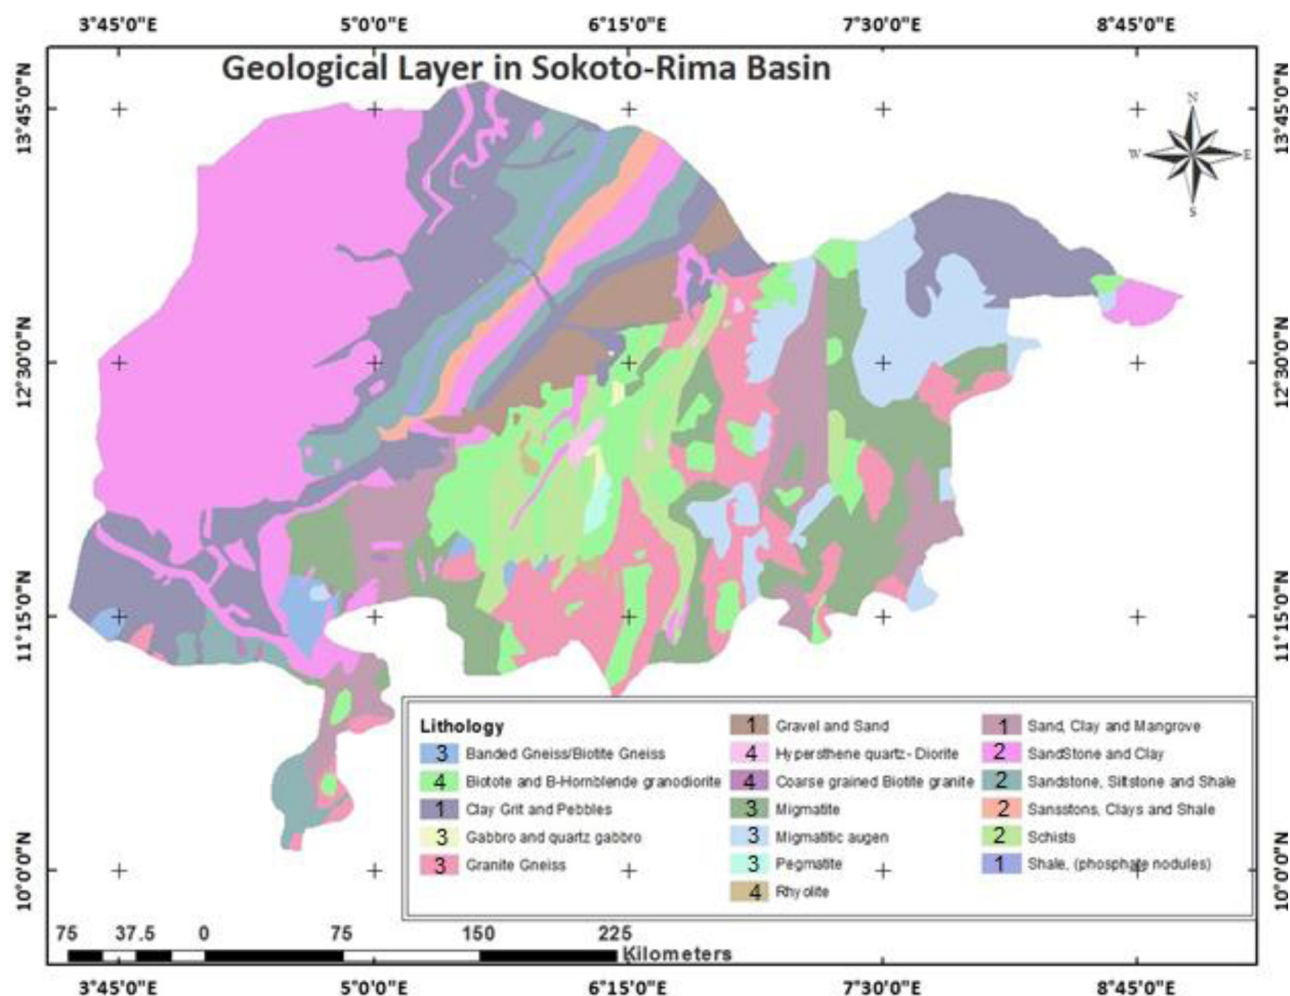 3°45'0"E 5°0'0"E 6°15'0"E 7°30'0"E 8°45'0"E
Geological Layer in Sokoto-Rima Basin
13°45'0"N 13°45'0"N
N
W E
S
12°30'0"N 12°30'0"N
11°15'0"N 11°15'0"N
10°0'0"N 10°0'0"N
Lithology
3 Banded Gneiss/Biotite Gneiss
4 Biotote and B-Hornblende granodiorite
1 Clay Grit and Pebbles
3 Gabbro and quartz gabbro
3 Granite Gneiss
1 Gravel and Sand
4 Hypersthene quartz- Diorite
4 Coarse grained Biotite granite
3 Migmatite
3 Migmatitic augen
3 Pegmatite
4 Rhyolite
1 Sand, Clay and Mangrove
2 SandStone and Clay
2 Sandstone, Siltstone and Shale
2 Sansstons, Clays and Shale
2 Schists
1 Shale, (phosphate nodules)
75 37.5 0 75 150 225
Kilometers
3°45'0"E 5°0'0"E 6°15'0"E 7°30'0"E 8°45'0"E